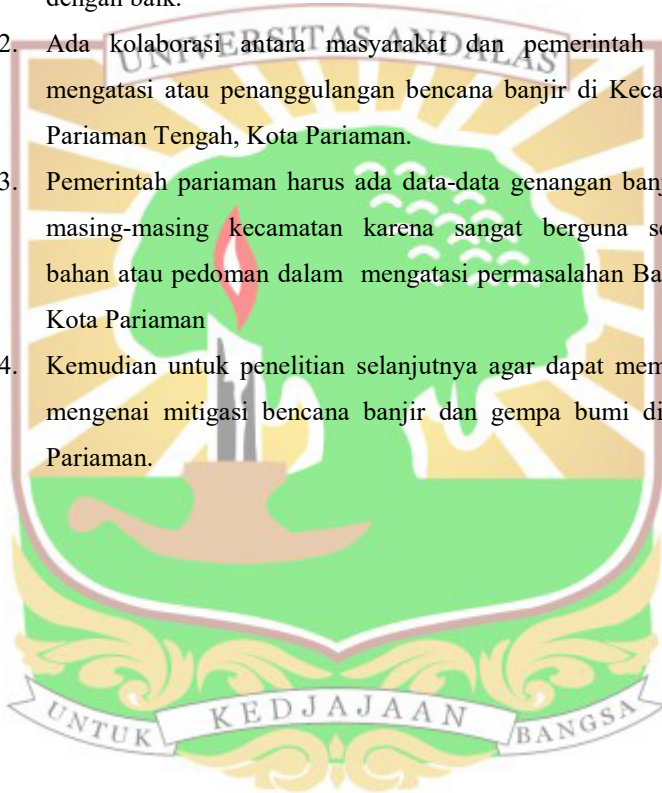 dengan baik.
UNIVERSITAS ANDALAS
2. Ada kolaborasi antara masyarakat dan pemerintah
mengatasi atau penanggulangan bencana banjir di Keca
Pariaman Tengah, Kota Pariaman.
3. Pemerintah pariaman harus ada data-data genangan banj
masing-masing kecamatan karena sangat berguna se
bahan atau pedoman dalam mengatasi permasalahan Ba
Kota Pariaman
4. Kemudian untuk penelitian selanjutnya agar dapat mem
mengenai mitigasi bencana banjir dan gempa bumi di
Pariaman.
UNTUK KEDJAJAAN BANGSA